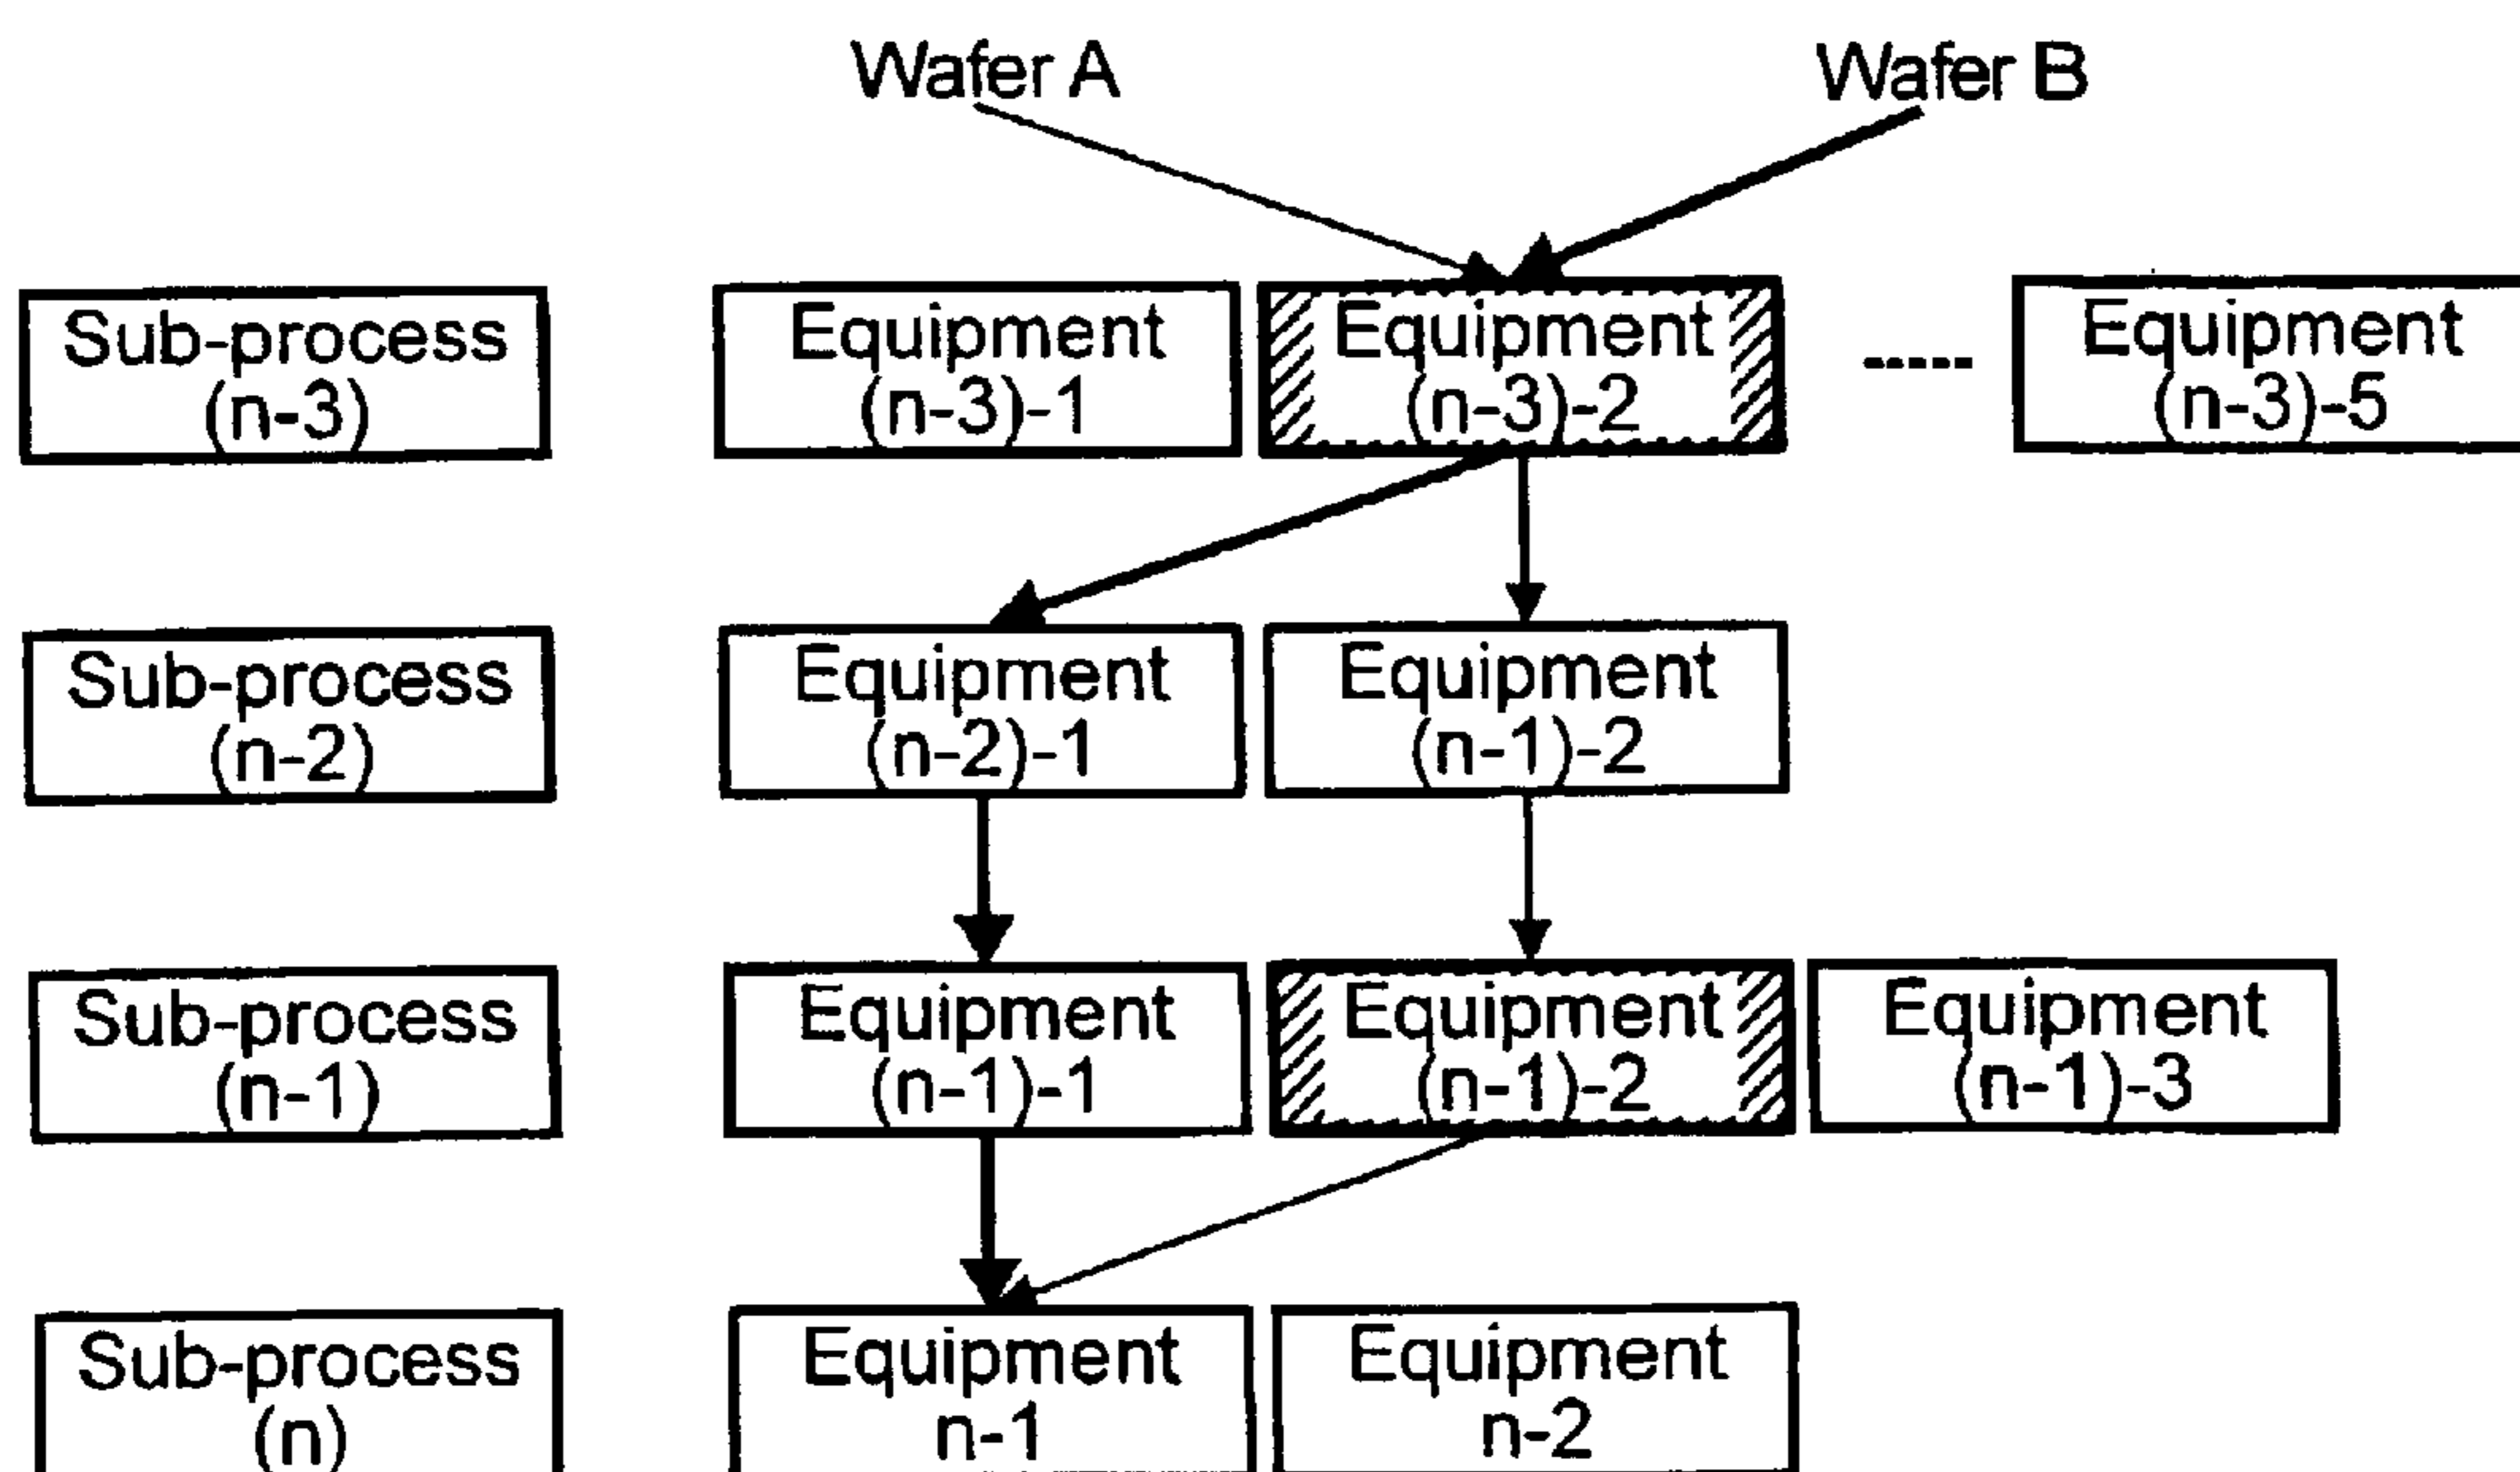 Wafer A
Wafer B
Sub-process
(n-3)
Equipment
(n-3)-1
Equipment
(n-3)-2
-----
Equipment
(n-3)-5
Sub-process
(n-2)
Equipment
(n-2)-1
Equipment
(n-1)-2
Sub-process
(n-1)
Equipment
(n-1)-1
Equipment
(n-1)-2
Equipment
(n-1)-3
Sub-process
(n)
Equipment
n-1
Equipment
n-2